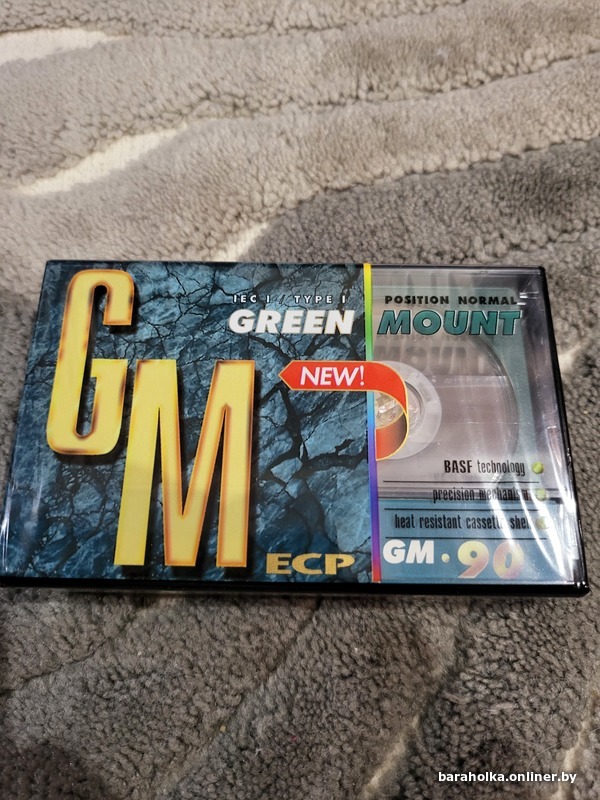 GM
IEC I / TYPE I
GREEN
ECP
NEW!
POSITION NORMAL
MOUNT
BASF technology
precision mechanism
heat resistant cassette shell
GM · 90
baraholka.onliner.by